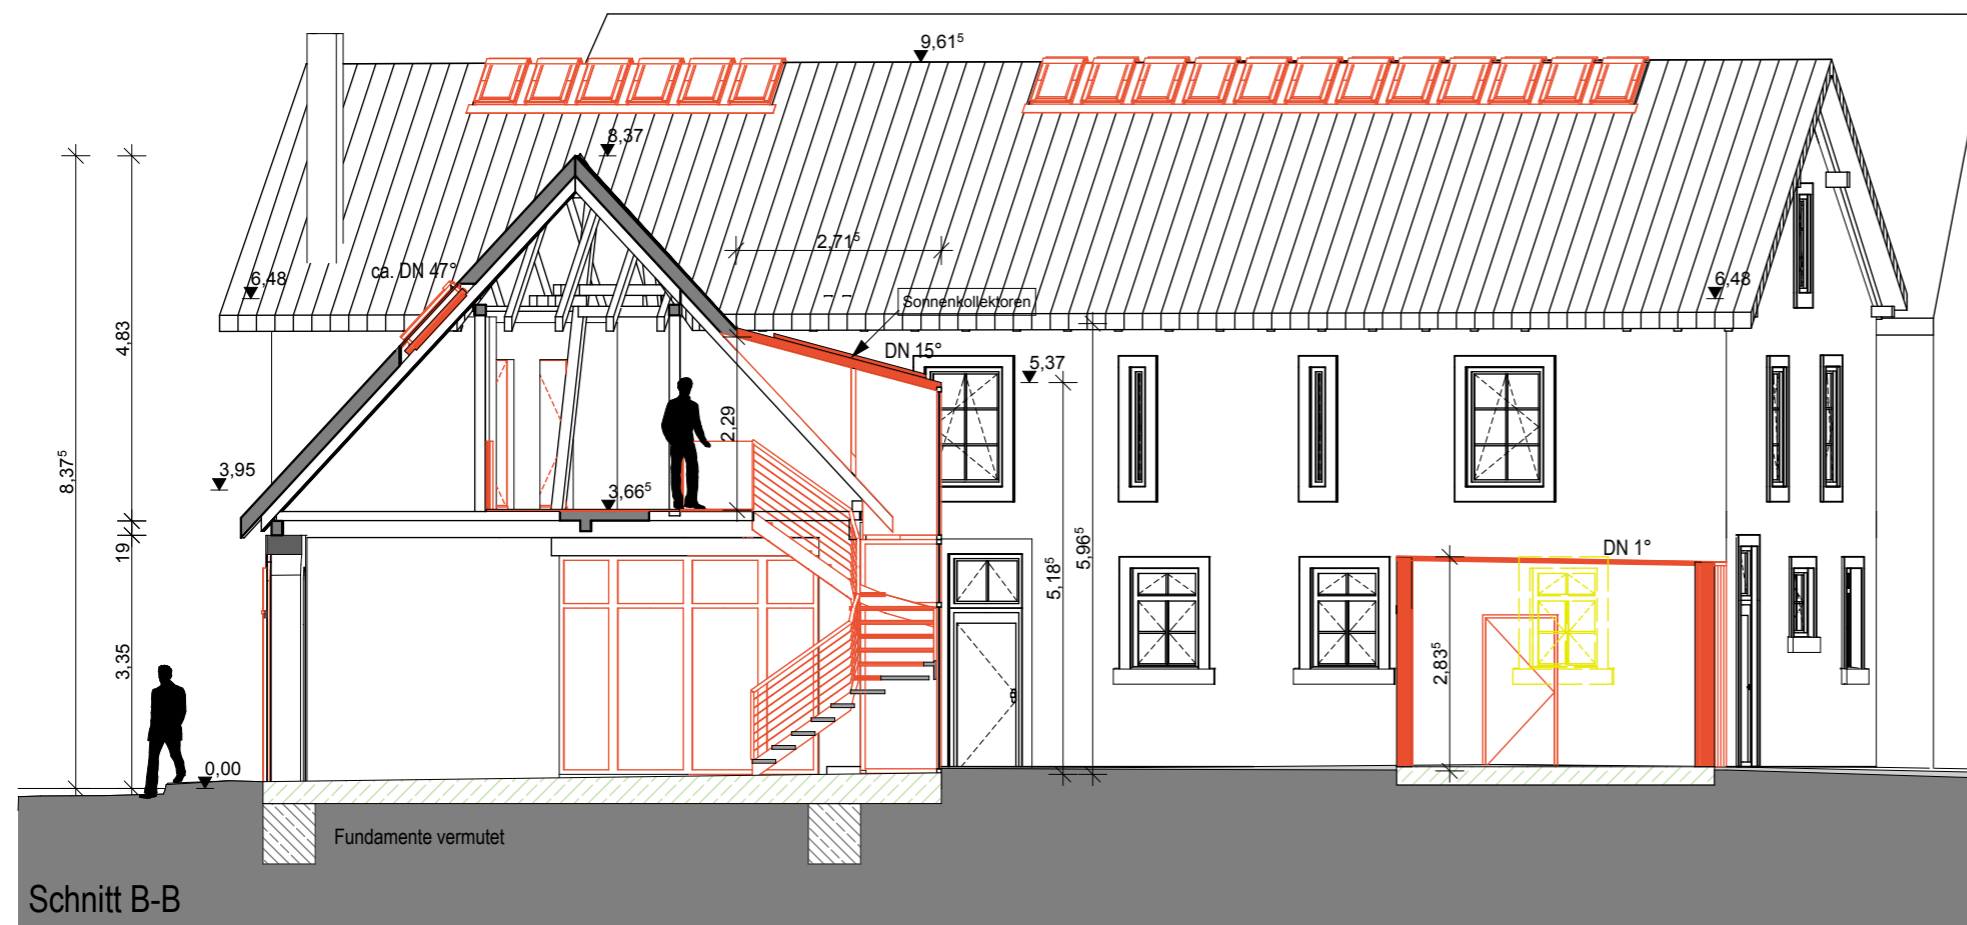 9,61⁵
8,37
2,71⁵
ca. DN 47°
6,48
6,48
Sonnenkollektoren
4,83
DN 15°
5,37
2,29
8,37⁵
3,95
3,66⁵
19
5,96⁵
DN 1°
5,18⁵
3,35
2,83⁵
0,00
Fundamente vermutet
Schnitt B-B